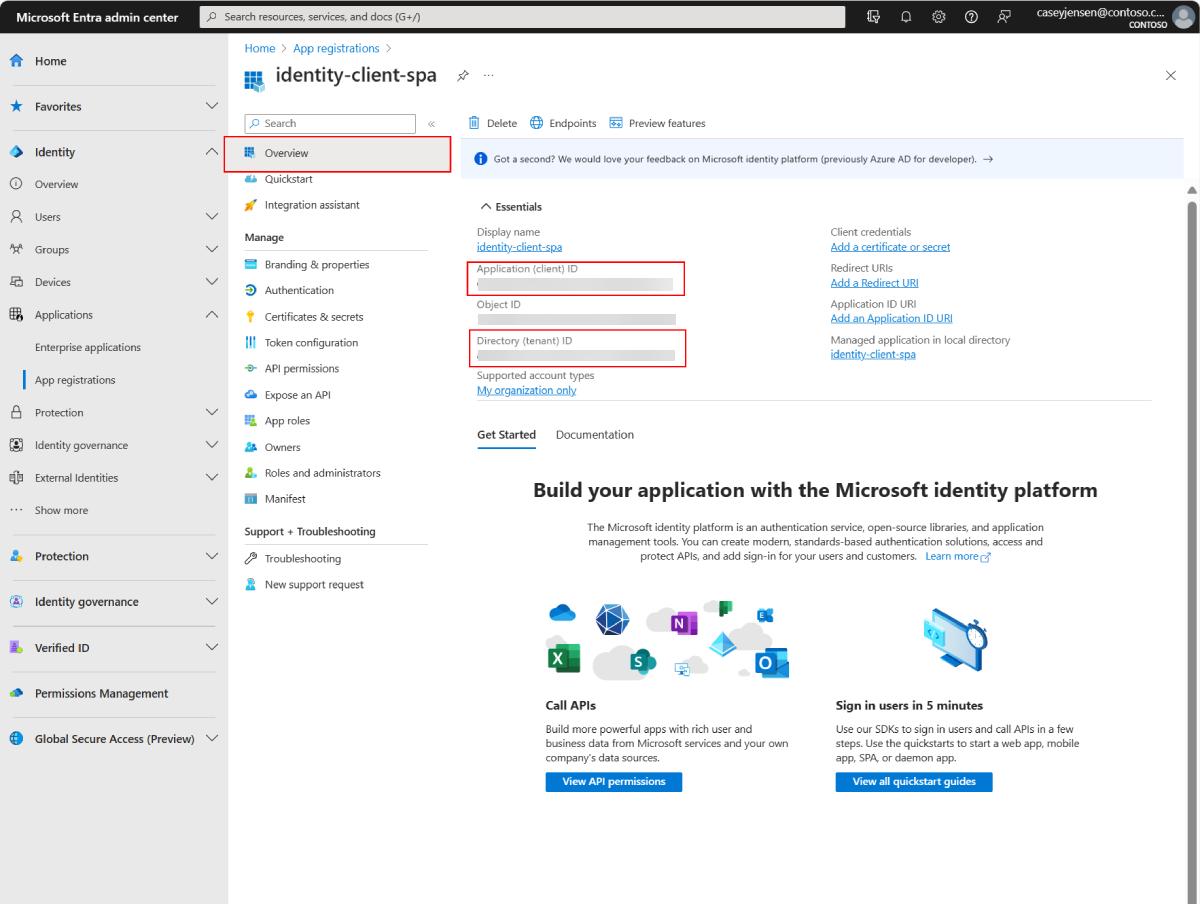 Microsoft Entra admin center
Search resources, services, and docs (G+/)
caseyjensen@contoso.c...
CONTOSO
Home
Favorites
Identity
Overview
Users
Groups
Devices
Applications
Enterprise applications
App registrations
Protection
Identity governance
External Identities
Show more
Protection
Identity governance
Verified ID
Permissions Management
Global Secure Access (Preview)
Home > App registrations >
identity-client-spa
Search
Overview
Quickstart
Integration assistant
Manage
Branding & properties
Authentication
Certificates & secrets
Token configuration
API permissions
Expose an API
App roles
Owners
Roles and administrators
Manifest
Support + Troubleshooting
Troubleshooting
New support request
Delete
Endpoints
Preview features
Got a second? We would love your feedback on Microsoft identity platform (previously Azure AD for developer).
Essentials
Display name
identity-client-spa
Application (client) ID
Object ID
Directory (tenant) ID
Supported account types
My organization only
Client credentials
Add a certificate or secret
Redirect URIs
Add a Redirect URI
Application ID URI
Add an Application ID URI
Managed application in local directory
identity-client-spa
Get Started
Documentation
Build your application with the Microsoft identity platform
The Microsoft identity platform is an authentication service, open-source libraries, and application
management tools. You can create modern, standards-based authentication solutions, access and
protect APIs, and add sign-in for your users and customers. Learn more
Call APIs
Build more powerful apps with rich user and
business data from Microsoft services and your own
company's data sources.
View API permissions
Sign in users in 5 minutes
Use our SDKs to sign in users and call APIs in a few
steps. Use the quickstarts to start a web app, mobile
app, SPA, or daemon app.
View all quickstart guides